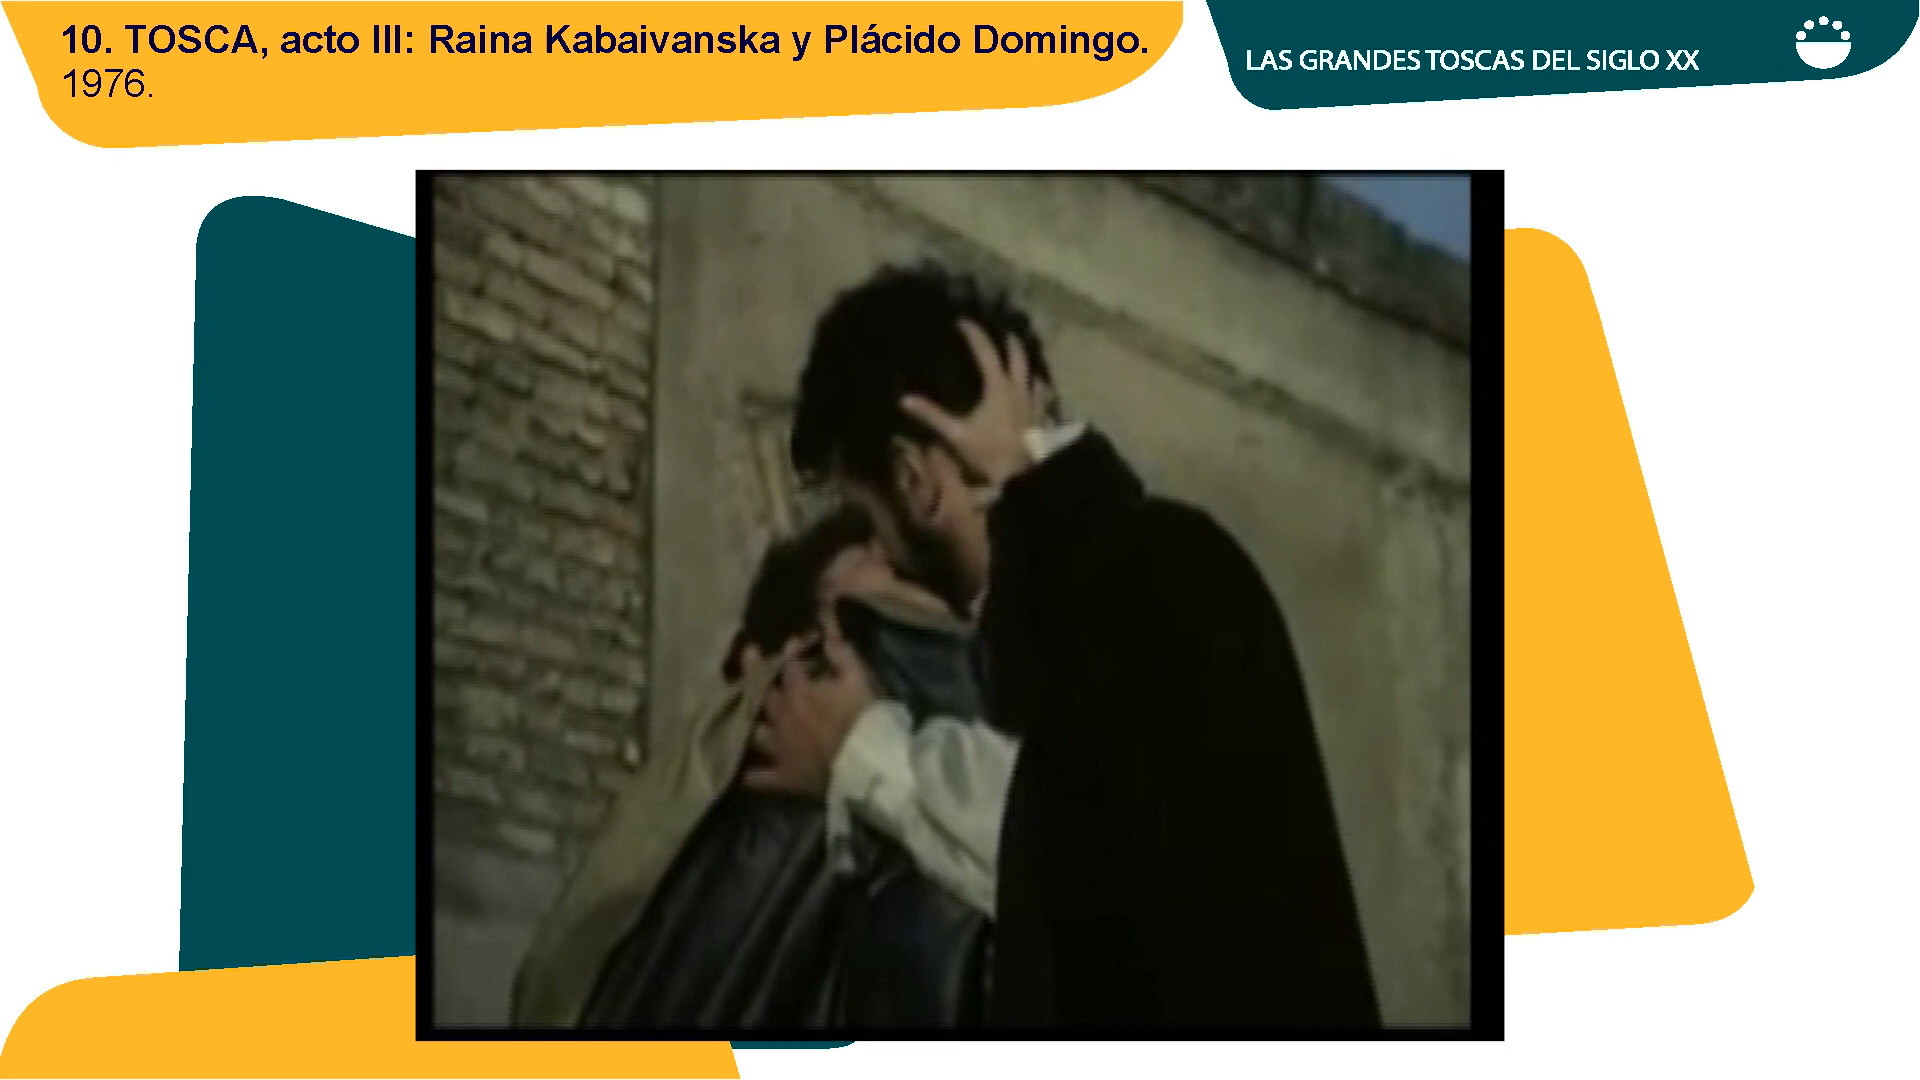 10. TOSCA, acto III: Raina Kabaivanska y Plácido Domingo.
1976.
LAS GRANDES TOSCAS DEL SIGLO XX